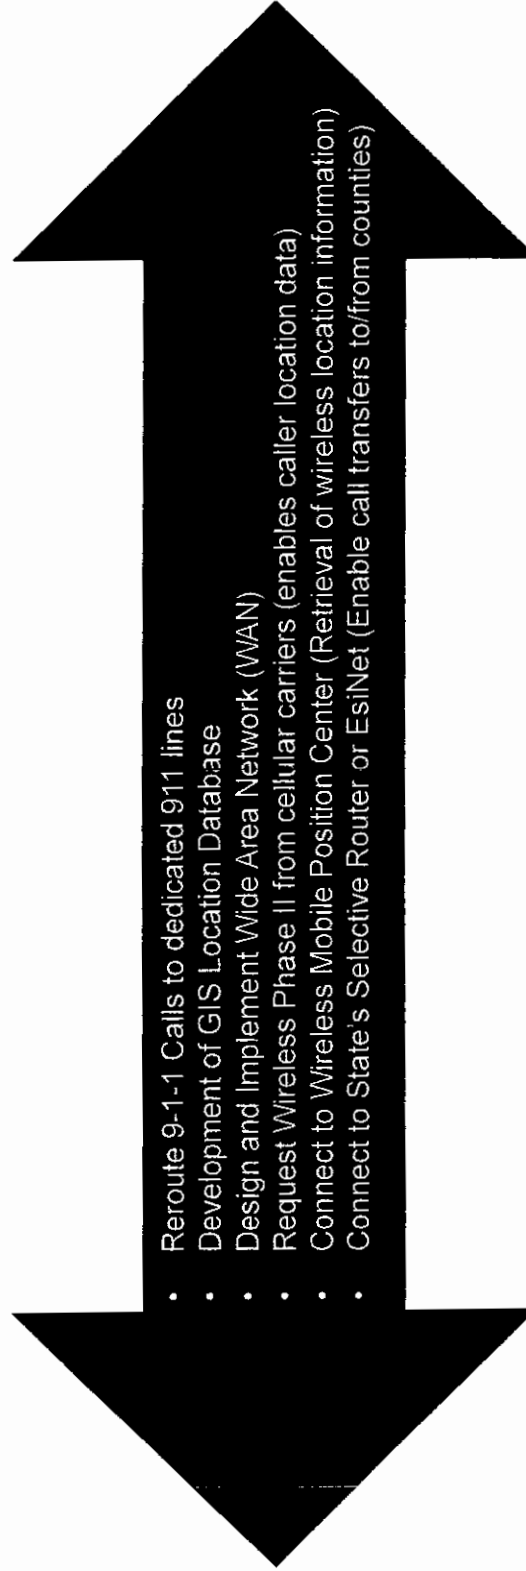 • Reroute 9-1-1 Calls to dedicated 911 lines
• Development of GIS Location Database
• Design and Implement Wide Area Network (WAN)
• Request Wireless Phase II from cellular carriers (enables caller location data)
• Connect to Wireless Mobile Position Center (Retrieval of wireless location information)
• Connect to State's Selective Router or EsiNet (Enable call transfers to/from counties)